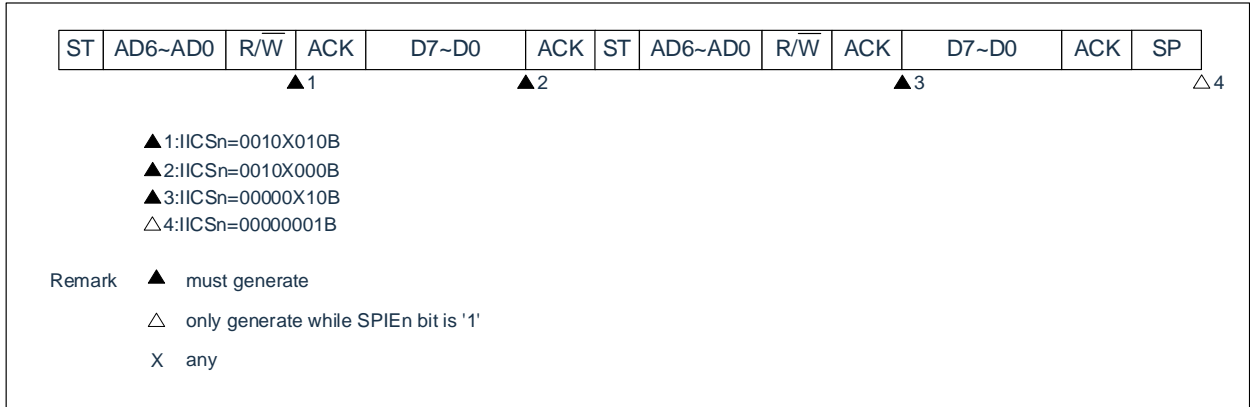 ST AD6~AD0 R/W̅ ACK D7~D0 ACK ST AD6~AD0 R/W̅ ACK D7~D0 ACK SP
▲1 ▲2 ▲3 △4
▲1:IICSn=0010X010B
▲2:IICSn=0010X000B
▲3:IICSn=00000X10B
△4:IICSn=00000001B
Remark ▲ must generate
△ only generate while SPIEn bit is '1'
X any